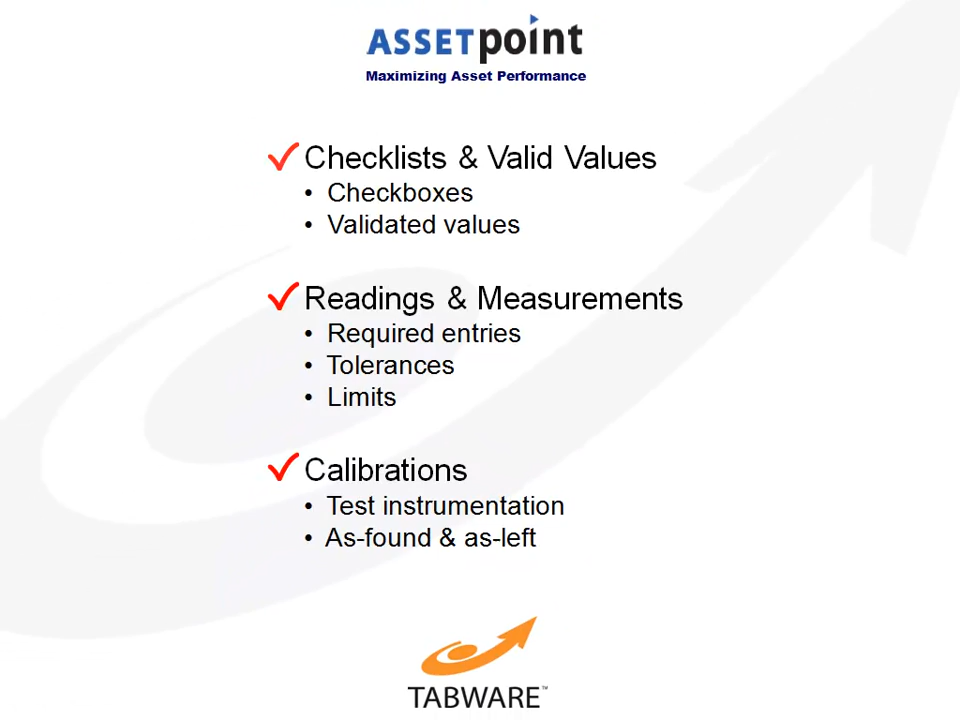 ASSETpoint
Maximizing Asset Performance
Checklists & Valid Values
• Checkboxes
• Validated values
Readings & Measurements
• Required entries
• Tolerances
• Limits
Calibrations
• Test instrumentation
• As-found & as-left
TABWARE™